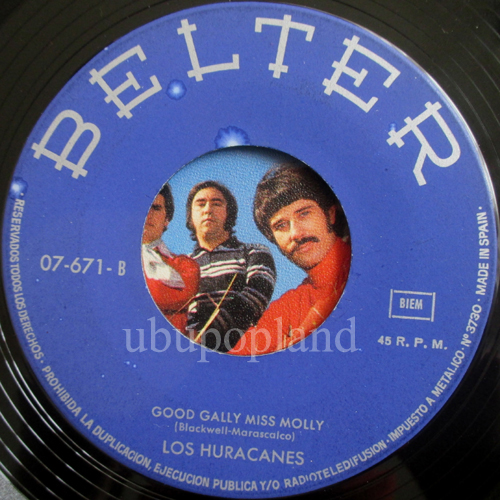 BELTER
07-671-B
BIEM
45 R. P. M.
ubupopland
GOOD GALLY MISS MOLLY
(Blackwell-Marascalco)
LOS HURACANES
RESERVADOS TODOS LOS DERECHOS · PROHIBIDA LA DUPLICACION, EJECUCION PUBLICA Y/O RADIOTELEDIFUSION · IMPUESTO A METALICO · Nº 3730 · MADE IN SPAIN ·